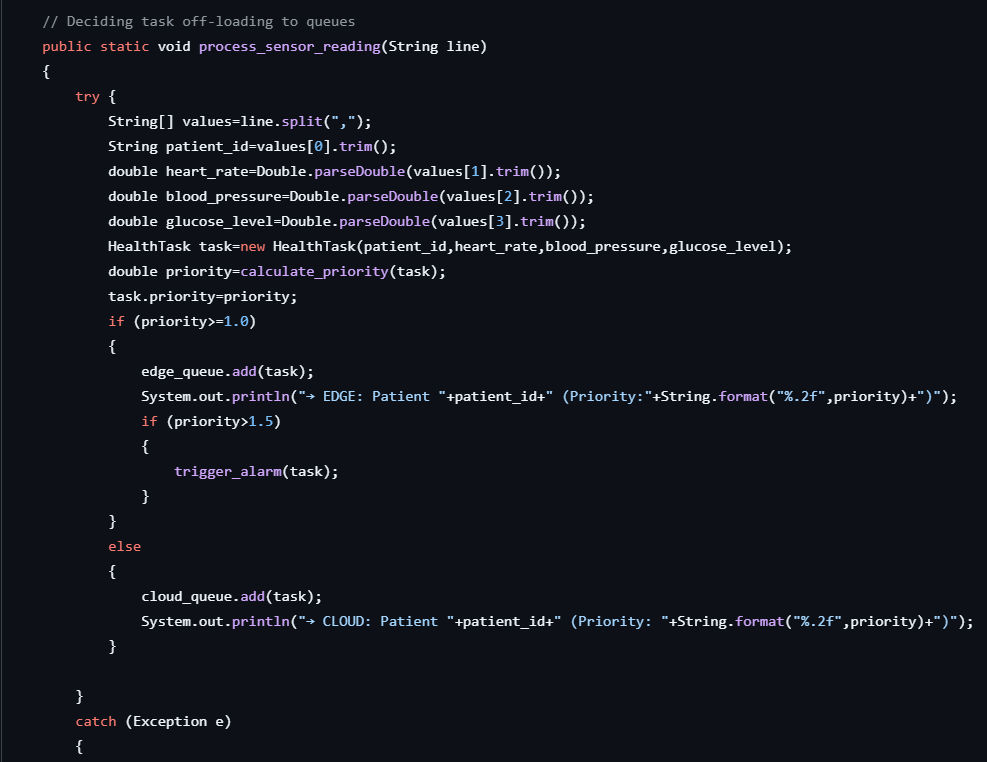 // Deciding task off-loading to queues
public static void process_sensor_reading(String line)
{
try {
String[] values=line.split(",");
String patient_id=values[0].trim();
double heart_rate=Double.parseDouble(values[1].trim());
double blood_pressure=Double.parseDouble(values[2].trim());
double glucose_level=Double.parseDouble(values[3].trim());
HealthTask task=new HealthTask(patient_id,heart_rate,blood_pressure,glucose_level);
double priority=calculate_priority(task);
task.priority=priority;
if (priority>=1.0)
{
edge_queue.add(task);
System.out.println("→ EDGE: Patient "+patient_id+" (Priority:"+String.format("%.2f",priority)+")");
if (priority>1.5)
{
trigger_alarm(task);
}
}
else
{
cloud_queue.add(task);
System.out.println("→ CLOUD: Patient "+patient_id+" (Priority: "+String.format("%.2f",priority)+")");
}
}
catch (Exception e)
{